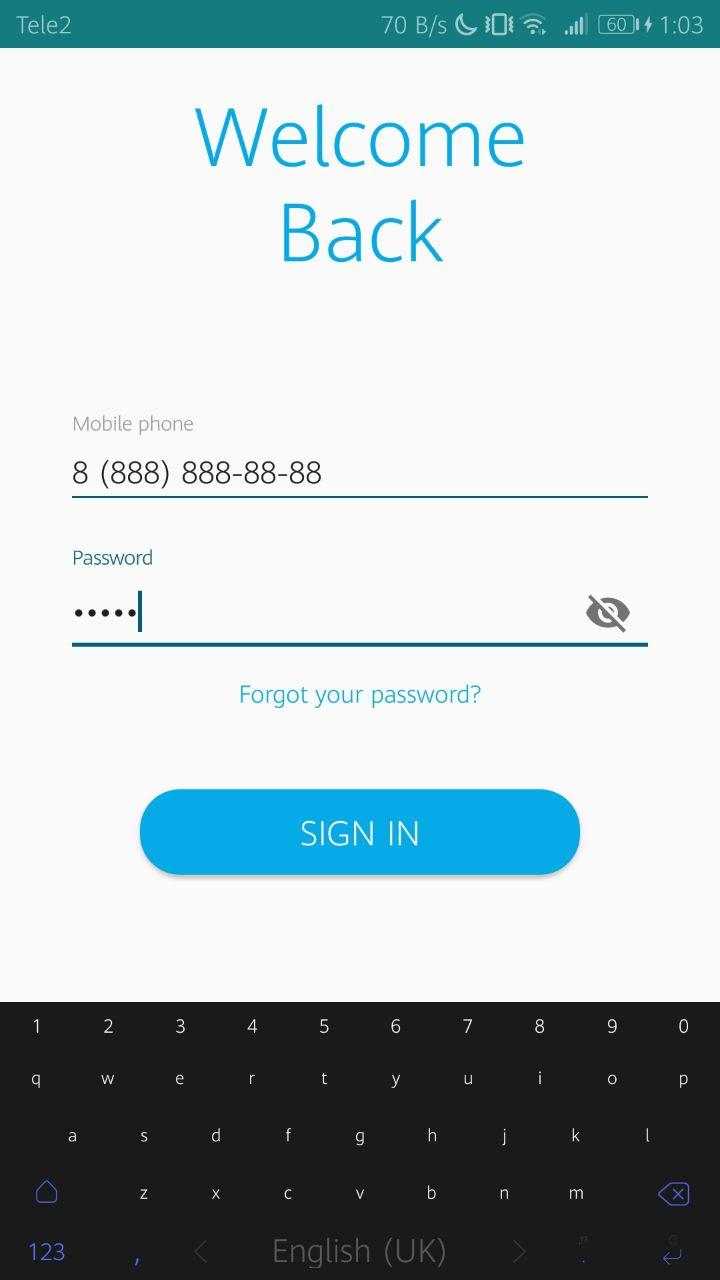 Tele2 70 B/s 60 1:03
Welcome
Back
Mobile phone
8 (888) 888-88-88
Password
•••••
Forgot your password?
SIGN IN
1 2 3 4 5 6 7 8 9 0
q w e r t y u i o p
a s d f g h j k l
z x c v b n m
123 , < English (UK) > .